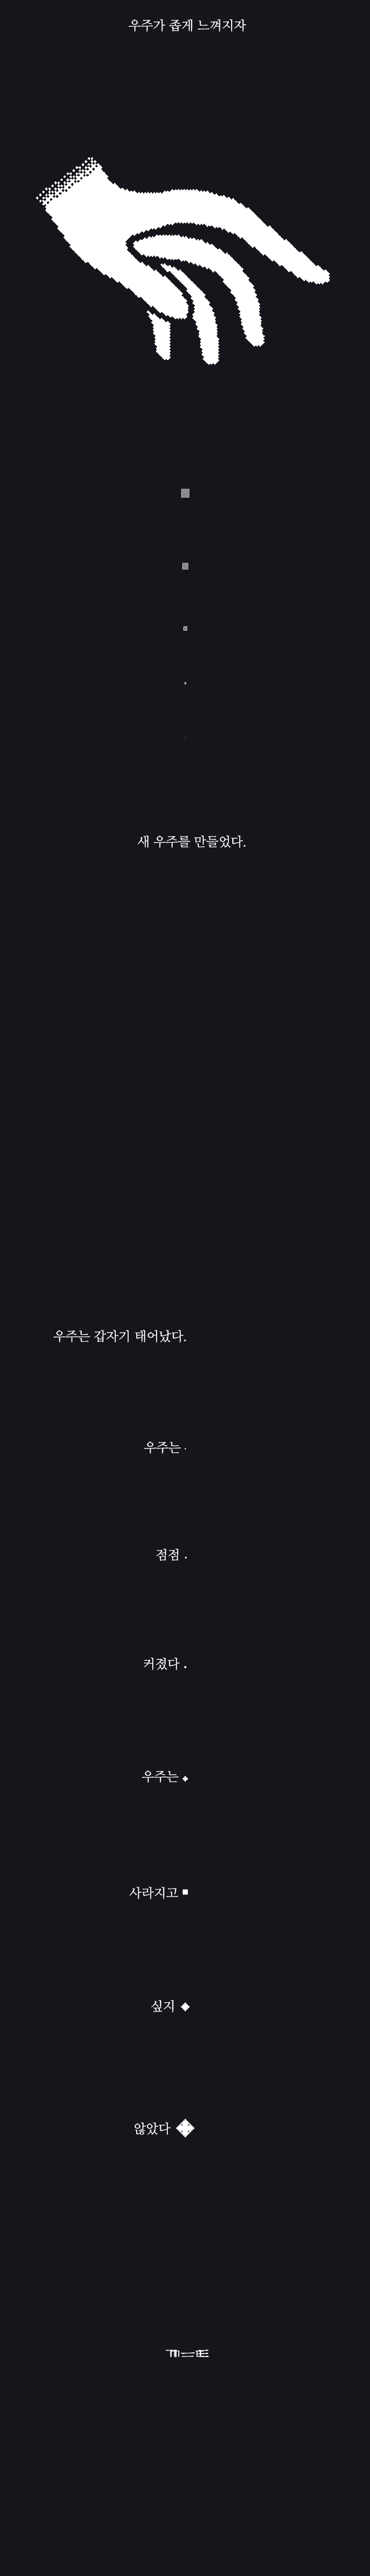 우주가 좁게 느껴지자
새 우주를 만들었다.
우주는 갑자기 태어났다.
우주는
점점
커졌다
우주는
사라지고
싶지
않았다